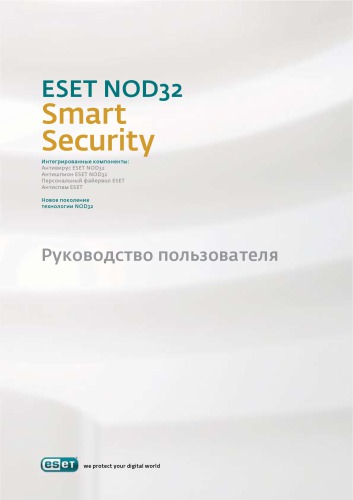 ESET NOD32
Smart
Security
Интегрированные компоненты:
Антивирус ESET NOD32
Антишпион ESET NOD32
Персональный файервол ESET
Антиспам ESET
Новое поколение
технологии NOD32
Руководство пользователя
eset we protect your digital world